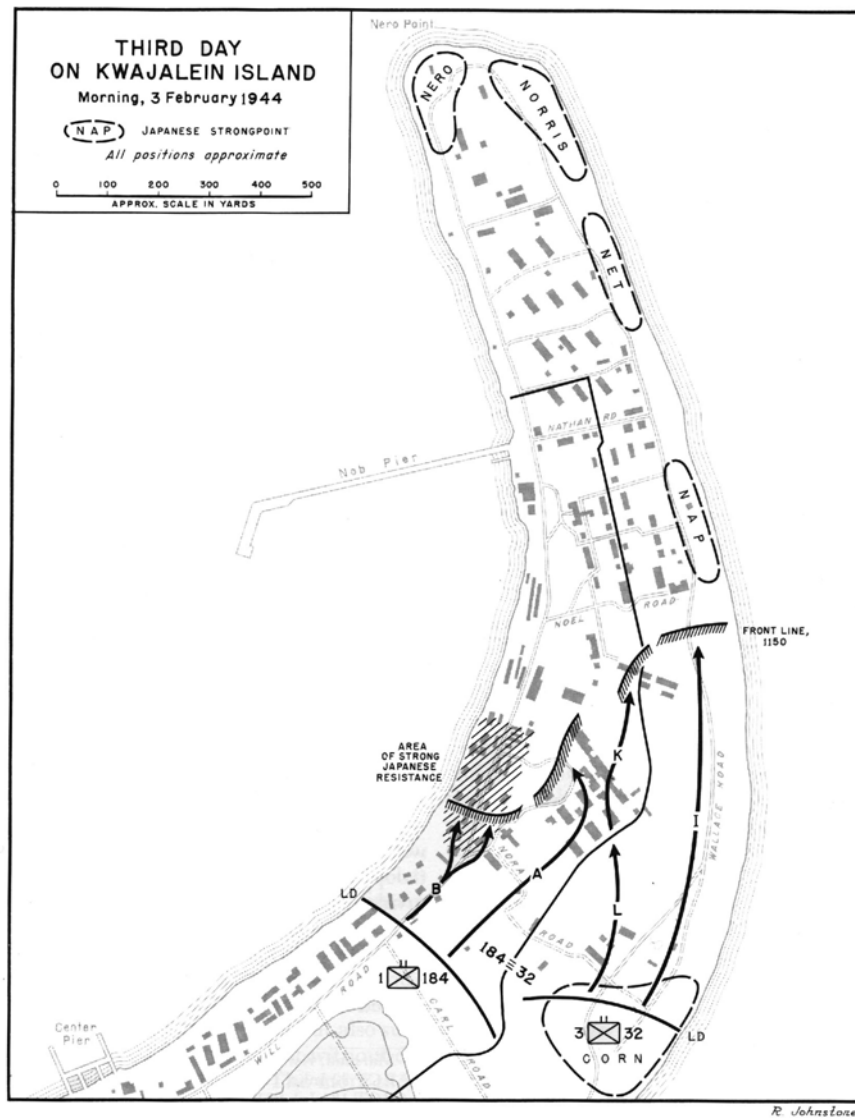 THIRD DAY
ON KWAJALEIN ISLAND
Morning, 3 February 1944
NAP JAPANESE STRONGPOINT
All positions approximate
0 100 200 300 400 500
APPROX. SCALE IN YARDS
Nero Point
NERO
NORRIS
NET
NATHAN RD
Nob Pier
NAP
NOEL ROAD
FRONT LINE,
1150
AREA
OF STRONG
JAPANESE
RESISTANCE
K
I
WALLACE ROAD
NORA ROAD
B
A
L
LD
184
32
1 184
WILL ROAD
CARL ROAD
Center
Pier
3 32
CORN
LD
R. Johnstone